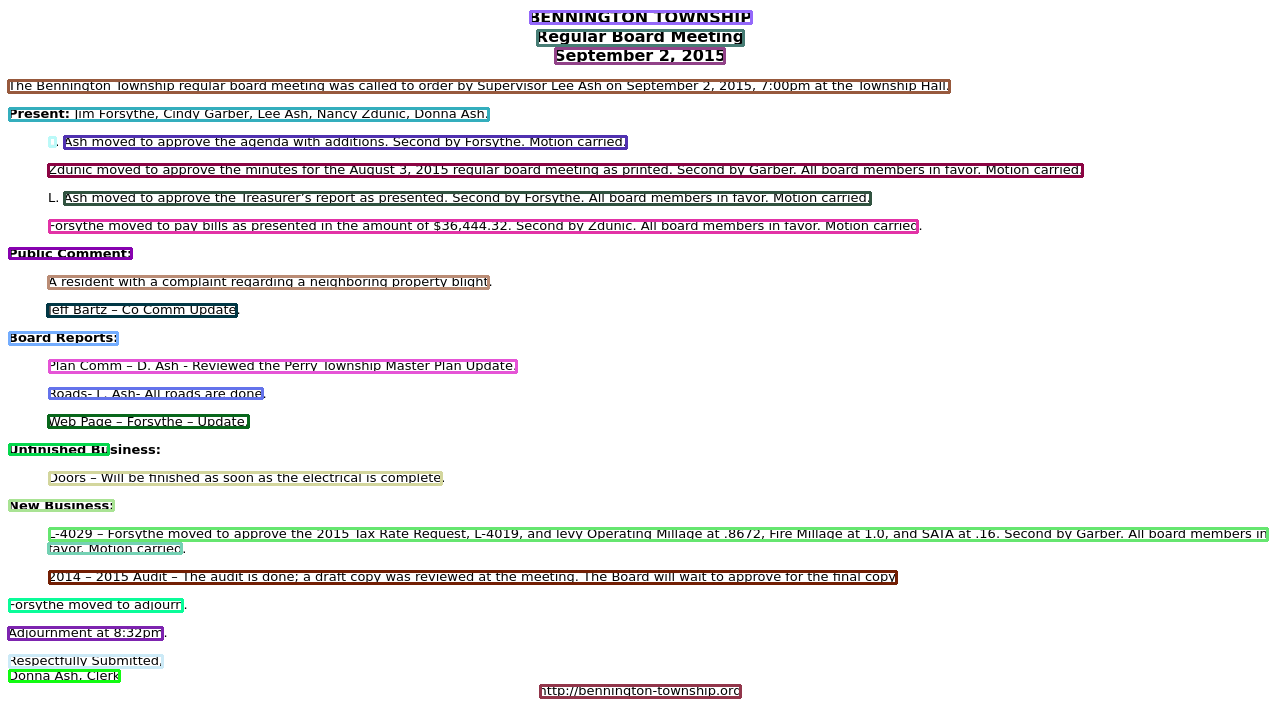 BENNINGTON TOWNSHIP
Regular Board Meeting
September 2, 2015
The Bennington Township regular board meeting was called to order by Supervisor Lee Ash on September 2, 2015, 7:00pm at the Township Hall.
Present: Jim Forsythe, Cindy Garber, Lee Ash, Nancy Zdunic, Donna Ash.
Ash moved to approve the agenda with additions. Second by Forsythe. Motion carried.
Zdunic moved to approve the minutes for the August 3, 2015 regular board meeting as printed. Second by Garber. All board members in favor. Motion carried.
L. Ash moved to approve the Treasurer’s report as presented. Second by Forsythe. All board members in favor. Motion carried.
Forsythe moved to pay bills as presented in the amount of $36,444.32. Second by Zdunic. All board members in favor. Motion carried.
Public Comment:
A resident with a complaint regarding a neighboring property blight.
Jeff Bartz – Co Comm Update.
Board Reports:
Plan Comm – D. Ash - Reviewed the Perry Township Master Plan Update.
Roads- L. Ash- All roads are done.
Web Page – Forsythe – Update.
Unfinished Business:
Doors – Will be finished as soon as the electrical is complete.
New Business:
L-4029 – Forsythe moved to approve the 2015 Tax Rate Request, L-4019, and levy Operating Millage at .8672, Fire Millage at 1.0, and SATA at .16. Second by Garber. All board members in
favor. Motion carried.
2014 – 2015 Audit – The audit is done; a draft copy was reviewed at the meeting. The Board will wait to approve for the final copy
Forsythe moved to adjourn.
Adjournment at 8:32pm.
Respectfully Submitted,
Donna Ash, Clerk
http://bennington-township.org